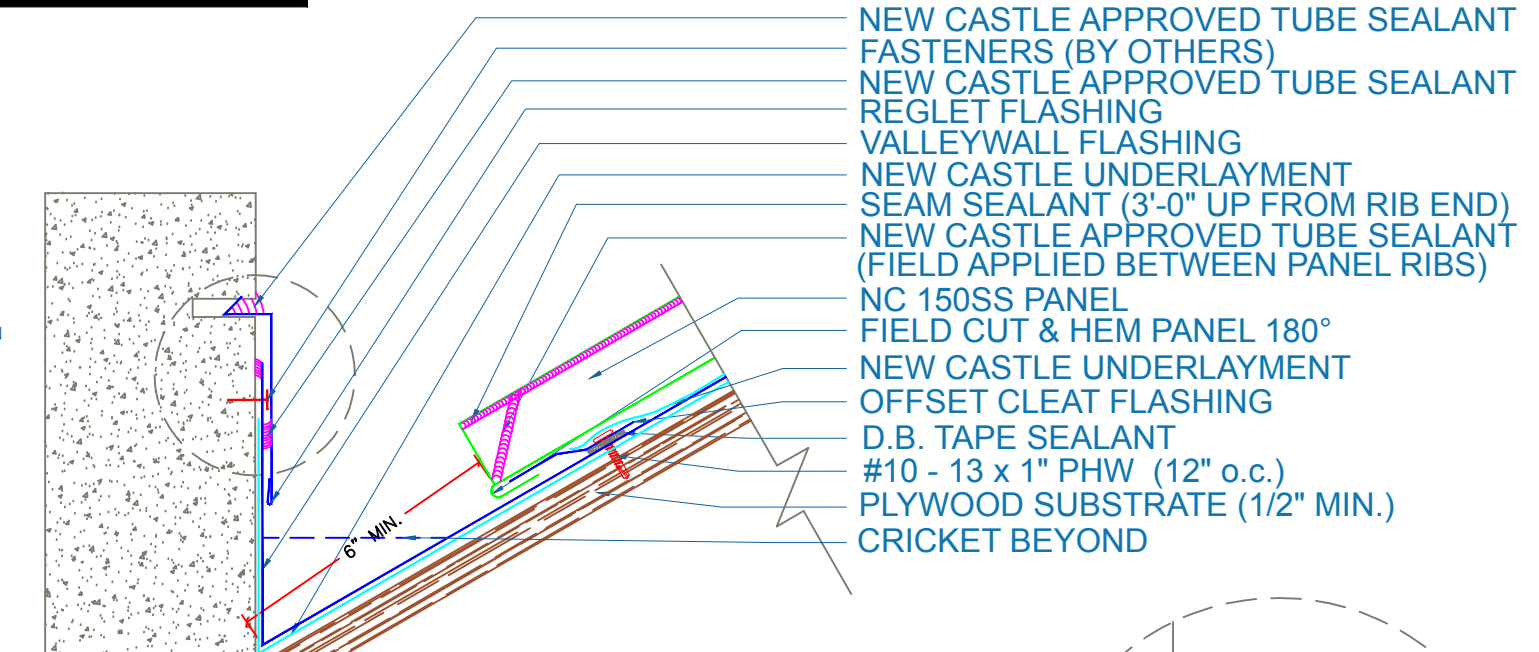 NEW CASTLE APPROVED TUBE SEALANT
FASTENERS (BY OTHERS)
NEW CASTLE APPROVED TUBE SEALANT
REGLET FLASHING
VALLEYWALL FLASHING
NEW CASTLE UNDERLAYMENT
SEAM SEALANT (3'-0" UP FROM RIB END)
NEW CASTLE APPROVED TUBE SEALANT
(FIELD APPLIED BETWEEN PANEL RIBS)
NC 150SS PANEL
FIELD CUT & HEM PANEL 180°
NEW CASTLE UNDERLAYMENT
OFFSET CLEAT FLASHING
D.B. TAPE SEALANT
#10 - 13 x 1" PHW (12" o.c.)
PLYWOOD SUBSTRATE (1/2" MIN.)
CRICKET BEYOND
6" MIN.